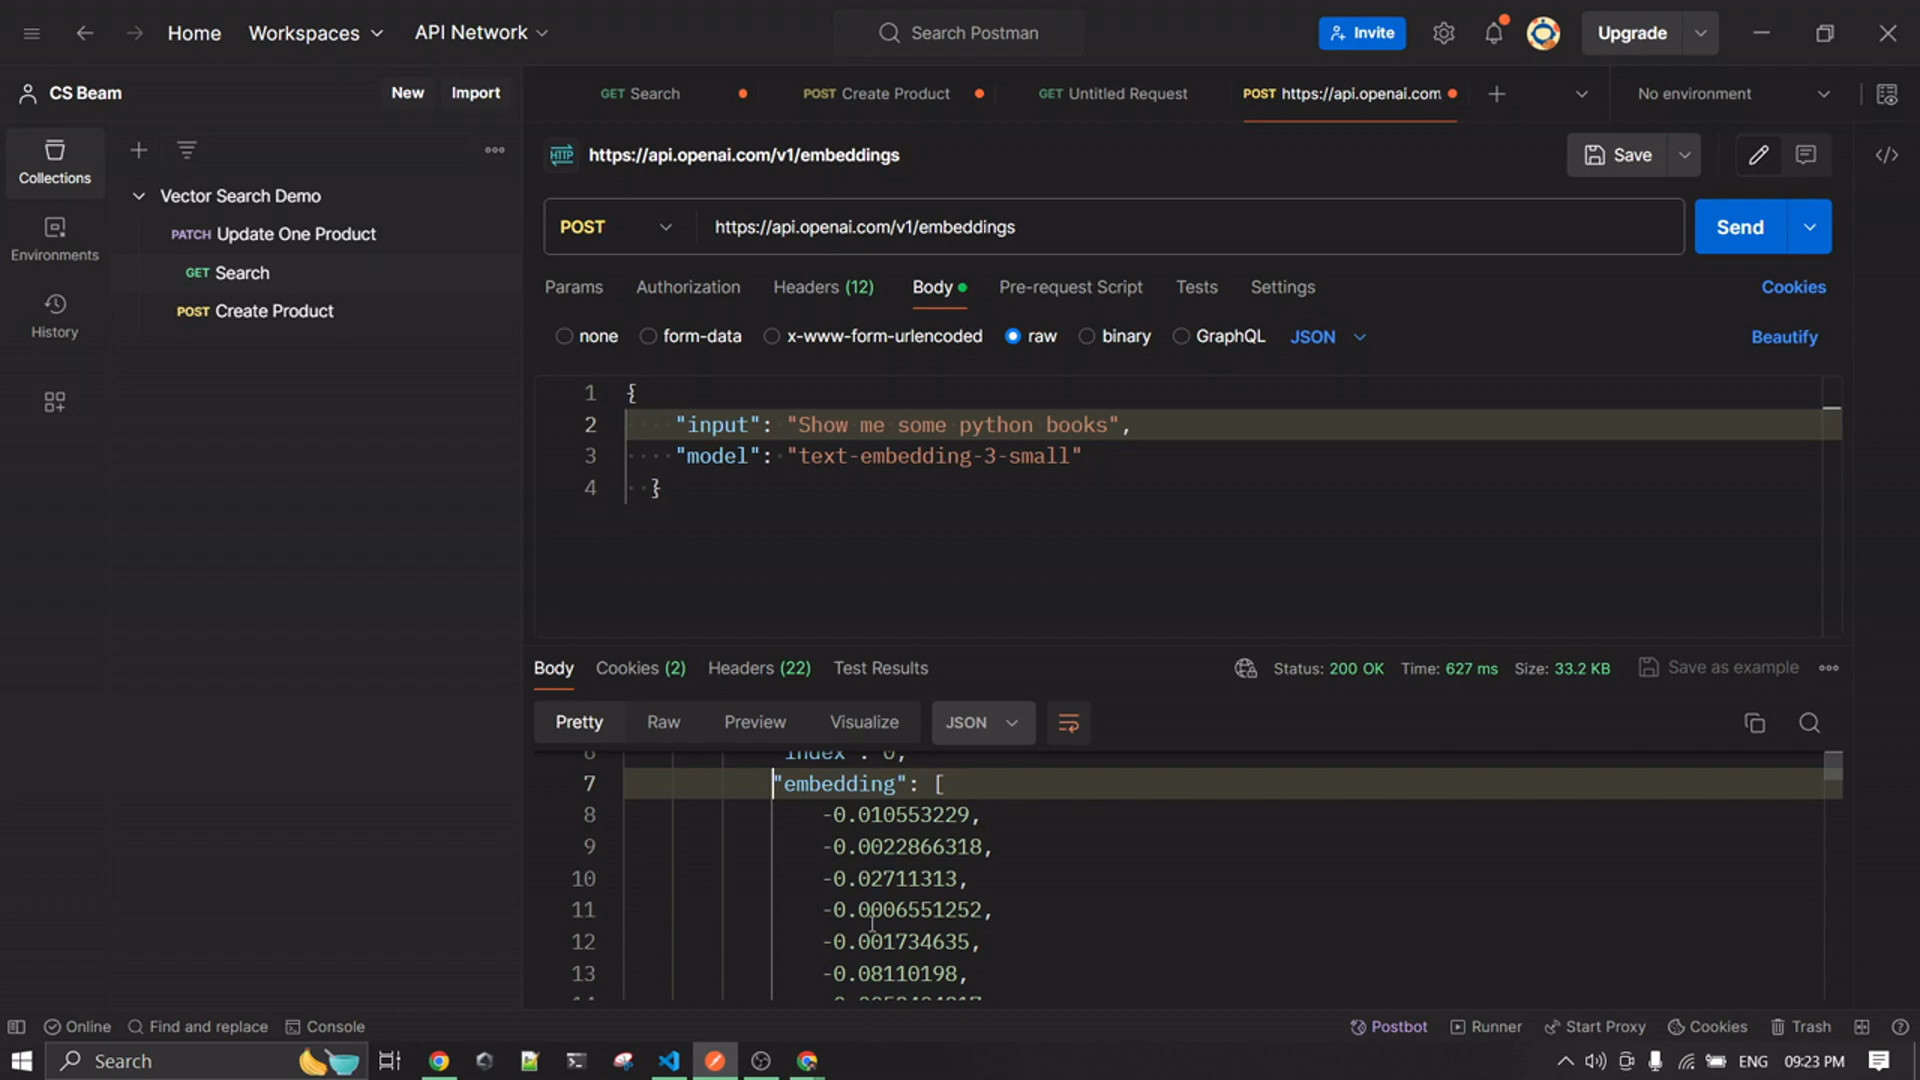 Home
Workspaces
API Network
Search Postman
Invite
Upgrade
CS Beam
New
Import
GET Search
POST Create Product
GET Untitled Request
POST https://api.openai.com
No environment
Collections
Environments
History
Vector Search Demo
PATCH Update One Product
GET Search
POST Create Product
HTTP
https://api.openai.com/v1/embeddings
Save
POST
https://api.openai.com/v1/embeddings
Send
Params
Authorization
Headers (12)
Body
Pre-request Script
Tests
Settings
Cookies
none
form-data
x-www-form-urlencoded
raw
binary
GraphQL
JSON
Beautify
1 {
2 "input": "Show me some python books",
3 "model": "text-embedding-3-small"
4 }
Body
Cookies (2)
Headers (22)
Test Results
Status: 200 OK
Time: 627 ms
Size: 33.2 KB
Save as example
Pretty
Raw
Preview
Visualize
JSON
6 "index": 0,
7 "embedding": [
8 -0.010553229,
9 -0.0022866318,
10 -0.02711313,
11 -0.0006551252,
12 -0.001734635,
13 -0.08110198,
Online
Find and replace
Console
Postbot
Runner
Start Proxy
Cookies
Trash
Search
ENG
09:23 PM